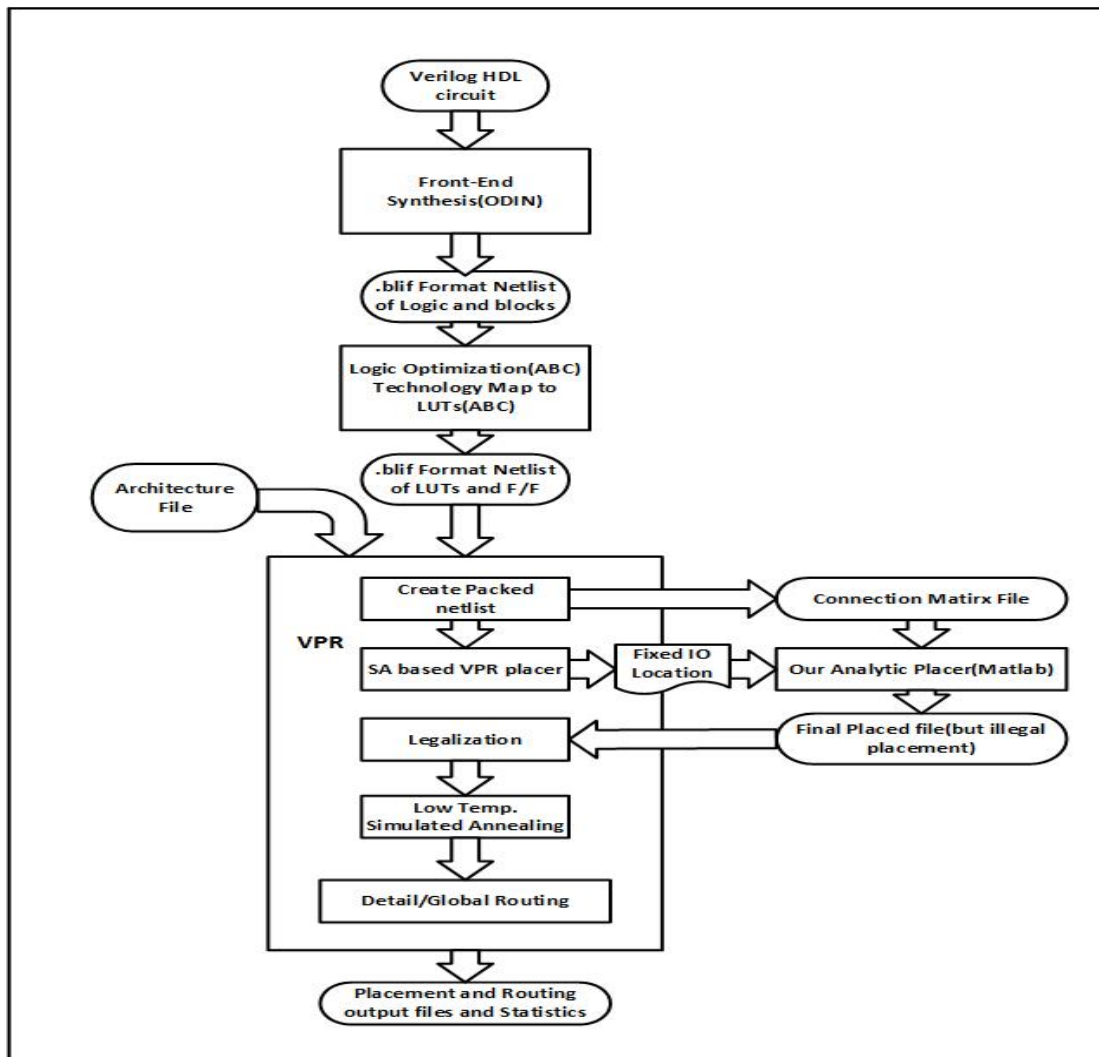 Verilog HDL
circuit
Front-End
Synthesis(ODIN)
.blif Format Netlist
of Logic and blocks
Logic Optimization(ABC)
Technology Map to
LUTs(ABC)
.blif Format Netlist
of LUTs and F/F
Architecture
File
VPR
Create Packed
netlist
Connection Matirx File
SA based VPR placer
Fixed IO
Location
Our Analytic Placer(Matlab)
Final Placed file(but illegal
placement)
Legalization
Low Temp.
Simulated Annealing
Detail/Global Routing
Placement and Routing
output files and Statistics